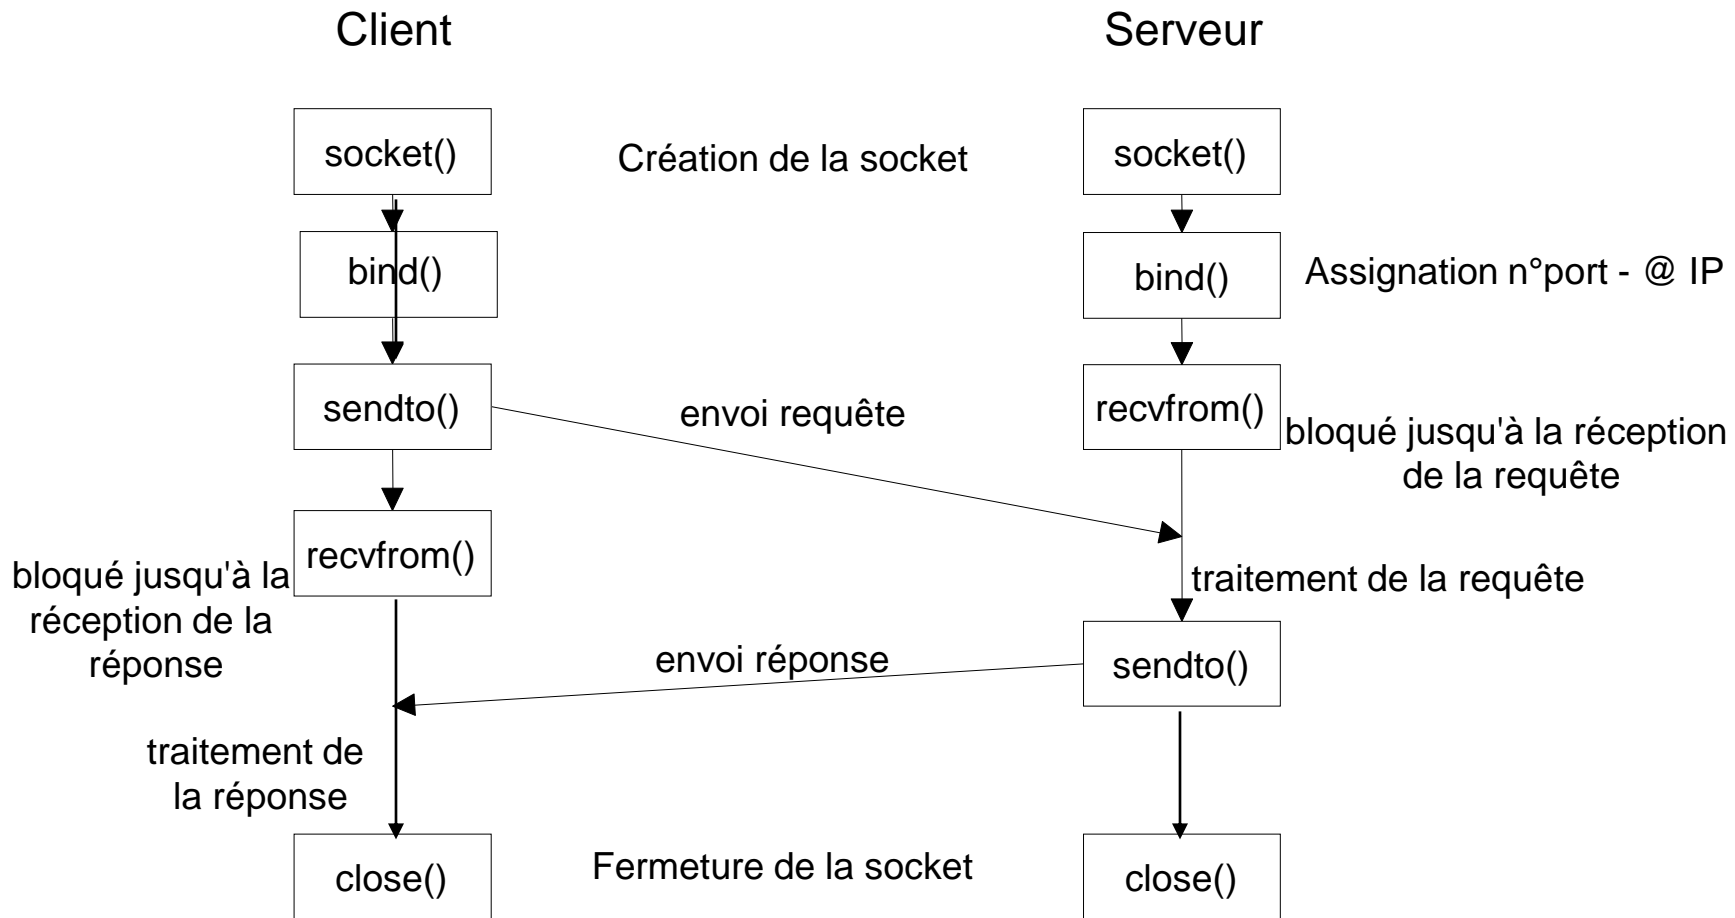 Client
Serveur
socket()
Création de la socket
socket()
bind()
bind()
Assignation n°port - @ IP
sendto()
envoi requête
recvfrom()
bloqué jusqu'à la réception
de la requête
recvfrom()
bloqué jusqu'à la
réception de la
réponse
traitement de la requête
envoi réponse
sendto()
traitement de
la réponse
close()
Fermeture de la socket
close()